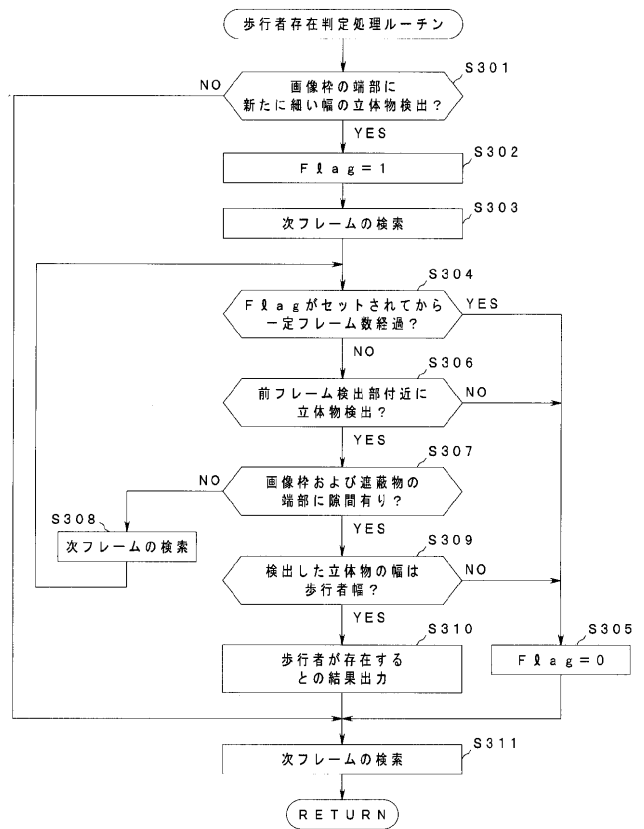 歩行者存在判定処理ルーチン
S301
画像枠の端部に
新たに細い幅の立体物検出?
NO
YES
S302
Flag=1
S303
次フレームの検索
S304
Flagがセットされてから
一定フレーム数経過?
YES
NO
S306
前フレーム検出部付近に
立体物検出?
NO
YES
S307
画像枠および遮蔽物の
端部に隙間有り?
NO
YES
S308
次フレームの検索
S309
検出した立体物の幅は
歩行者幅?
NO
YES
S310
歩行者が存在する
との結果出力
S305
Flag=0
S311
次フレームの検索
RETURN